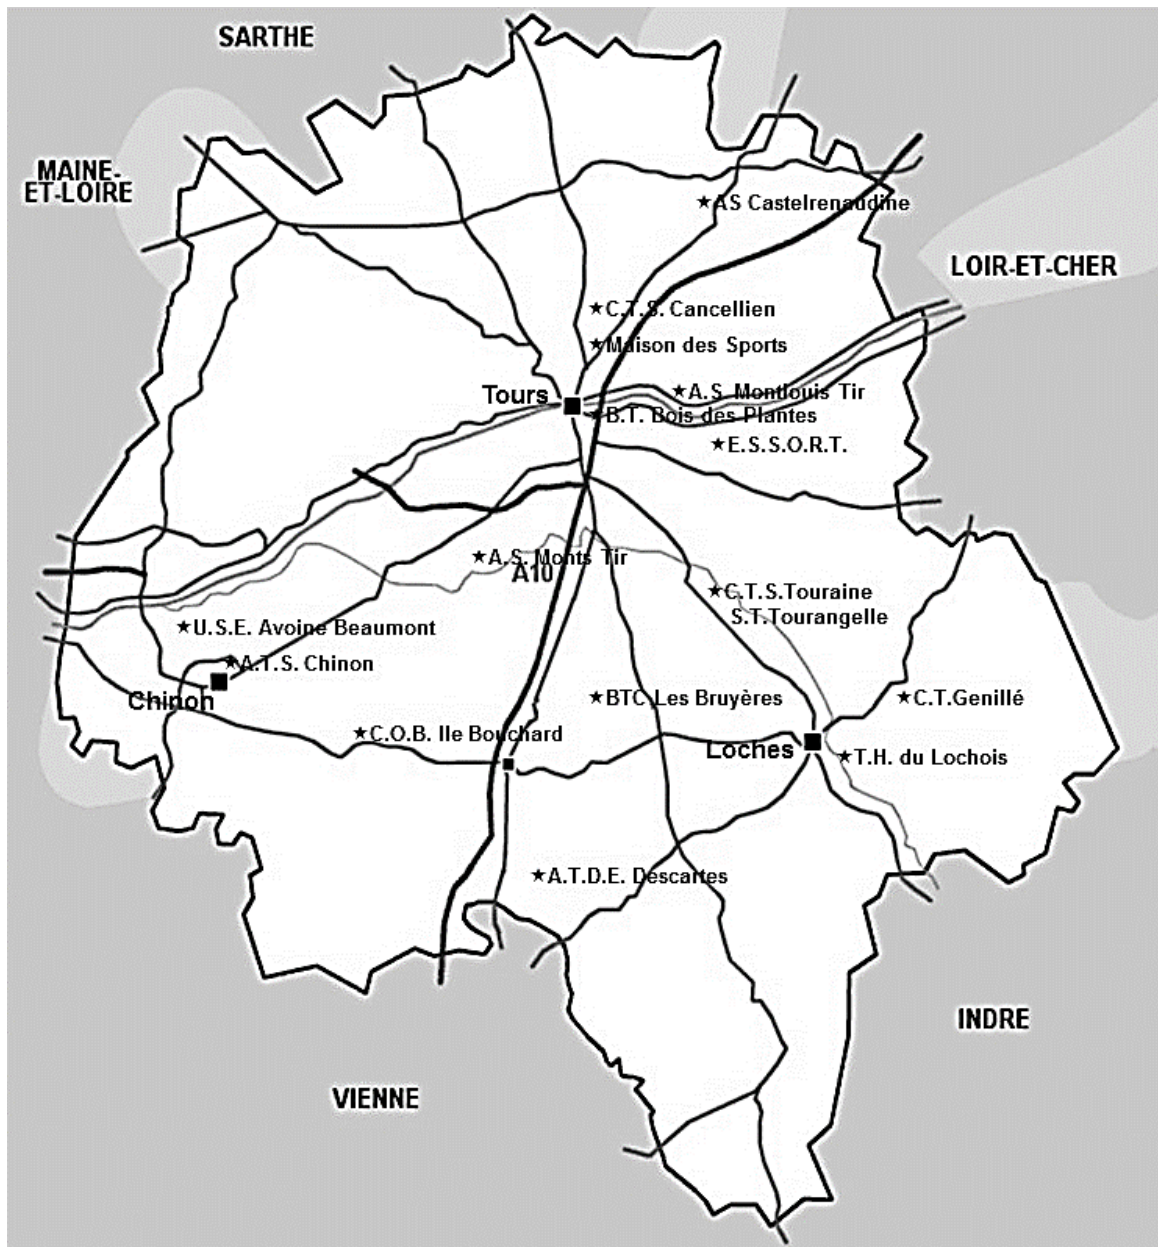 SARTHE
MAINE-
ET-LOIRE
AS Castelrenaudine
LOIR-ET-CHER
C.T.S. Cancellien
Maison des Sports
Tours
A.S. Montlouis Tir
B.T. Bois des Plantes
E.S.S.O.R.T.
A.S. Monts Tir
A10
C.T.S.Touraine
S.T.Tourangelle
U.S.E. Avoine Beaumont
A.T.S. Chinon
Chinon
BTC Les Bruyères
C.T.Genillé
C.O.B. Ile Bouchard
Loches
T.H. du Lochois
A.T.D.E. Descartes
INDRE
VIENNE